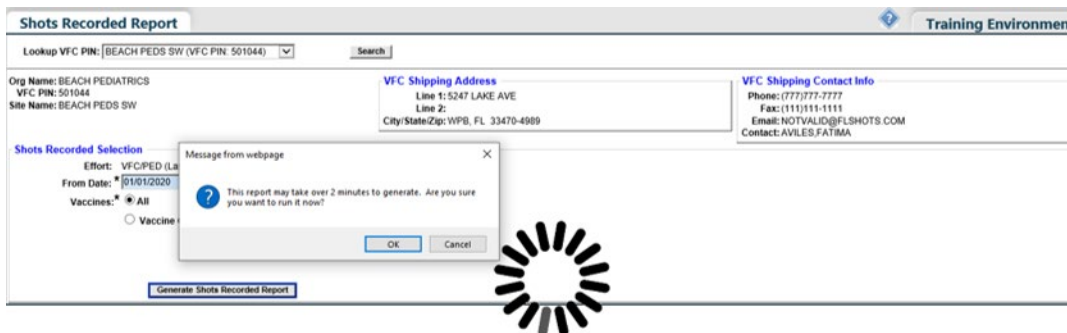 Shots Recorded Report
Training Environmen
Lookup VFC PIN: BEACH PEDS SW (VFC PIN: 501044)
Search
Org Name: BEACH PEDIATRICS
VFC PIN: 501044
Site Name: BEACH PEDS SW
VFC Shipping Address
Line 1: 5247 LAKE AVE
Line 2:
City/State/Zip: WPB, FL 33470-4989
VFC Shipping Contact Info
Phone: (777)777-7777
Fax: (111)111-1111
Email: NOTVALID@FLSHOTS.COM
Contact: AVILES,FATIMA
Shots Recorded Selection
Effort: VFC/PED (La
From Date: * 01/01/2020
Vaccines: * All
Vaccine
Message from webpage
This report may take over 2 minutes to generate. Are you sure
you want to run it now?
OK
Cancel
Generate Shots Recorded Report